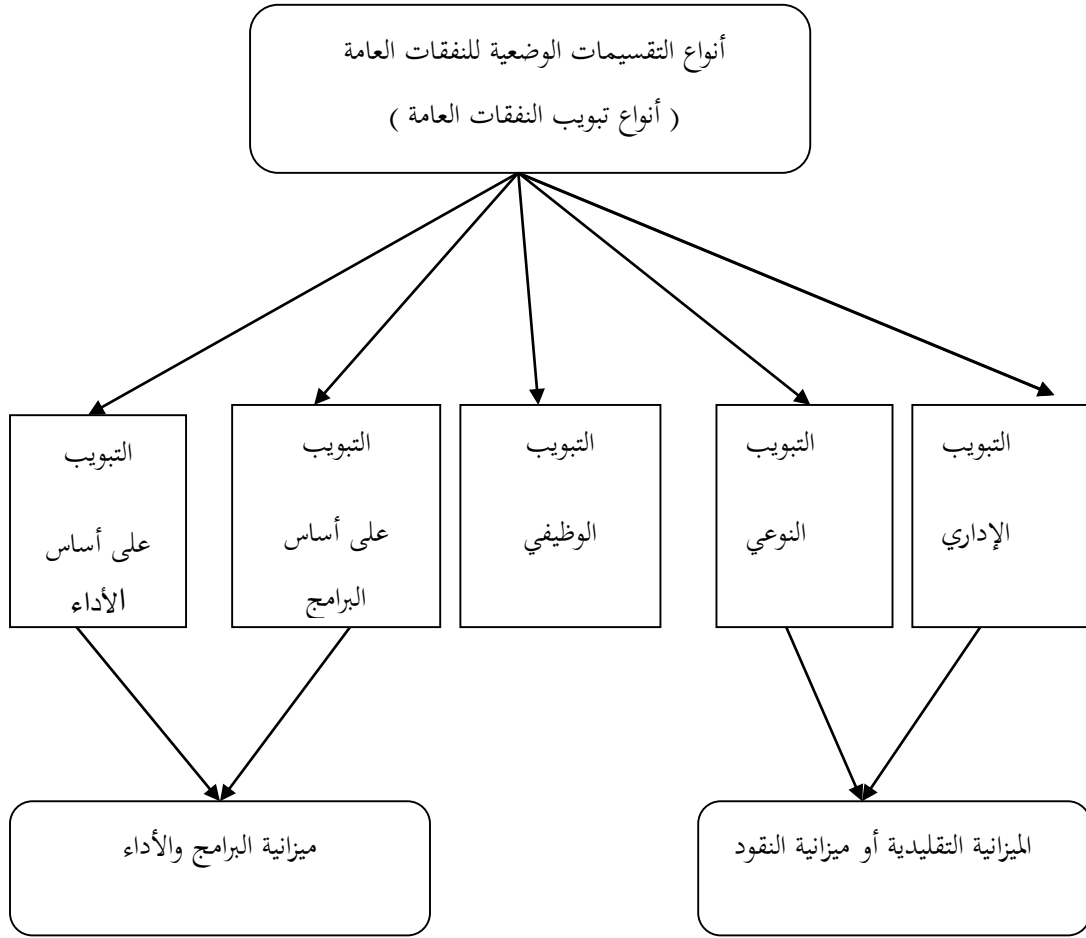 أنواع التقسيمات الوضعية للنفقات العامة
( أنواع تبويب النفقات العامة )
التبويب
الإداري
التبويب
النوعي
التبويب
الوظيفي
التبويب
على أساس
البرامج
التبويب
على أساس
الأداء
الميزانية التقليدية أو ميزانية النقود
ميزانية البرامج والأداء